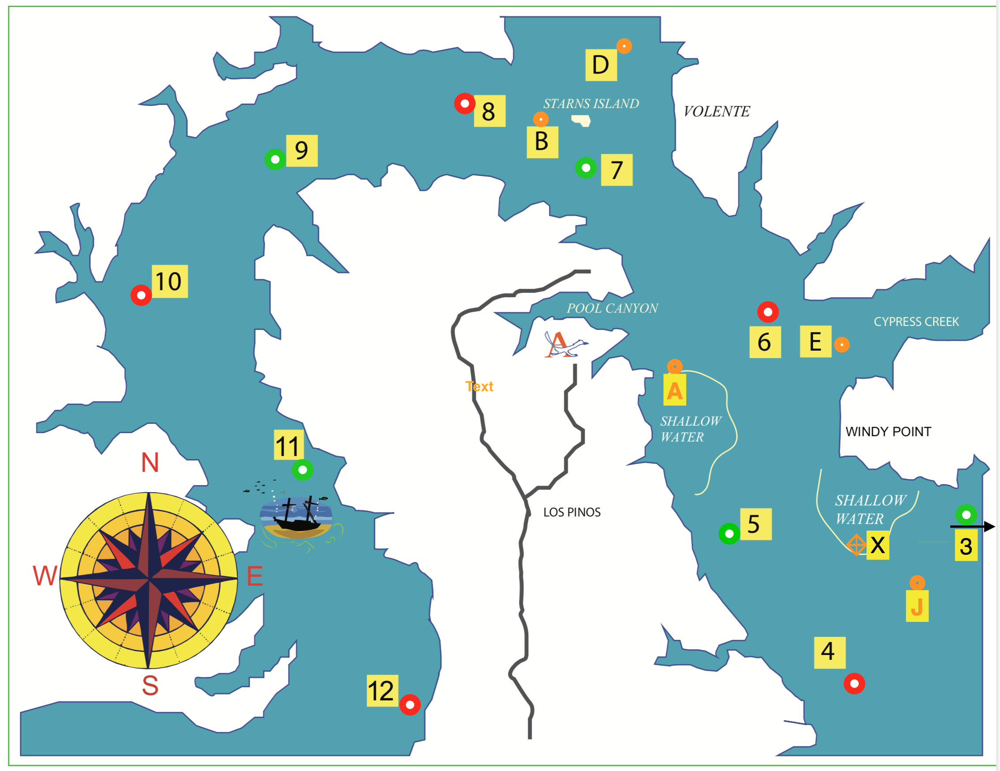 D
STARNS ISLAND
8
VOLENTE
B
9
7
10
POOL CANYON
CYPRESS CREEK
6
E
A
Text
A
SHALLOW
WATER
WINDY POINT
11
N
SHALLOW
WATER
LOS PINOS
5
X
3
W
E
J
4
S
12